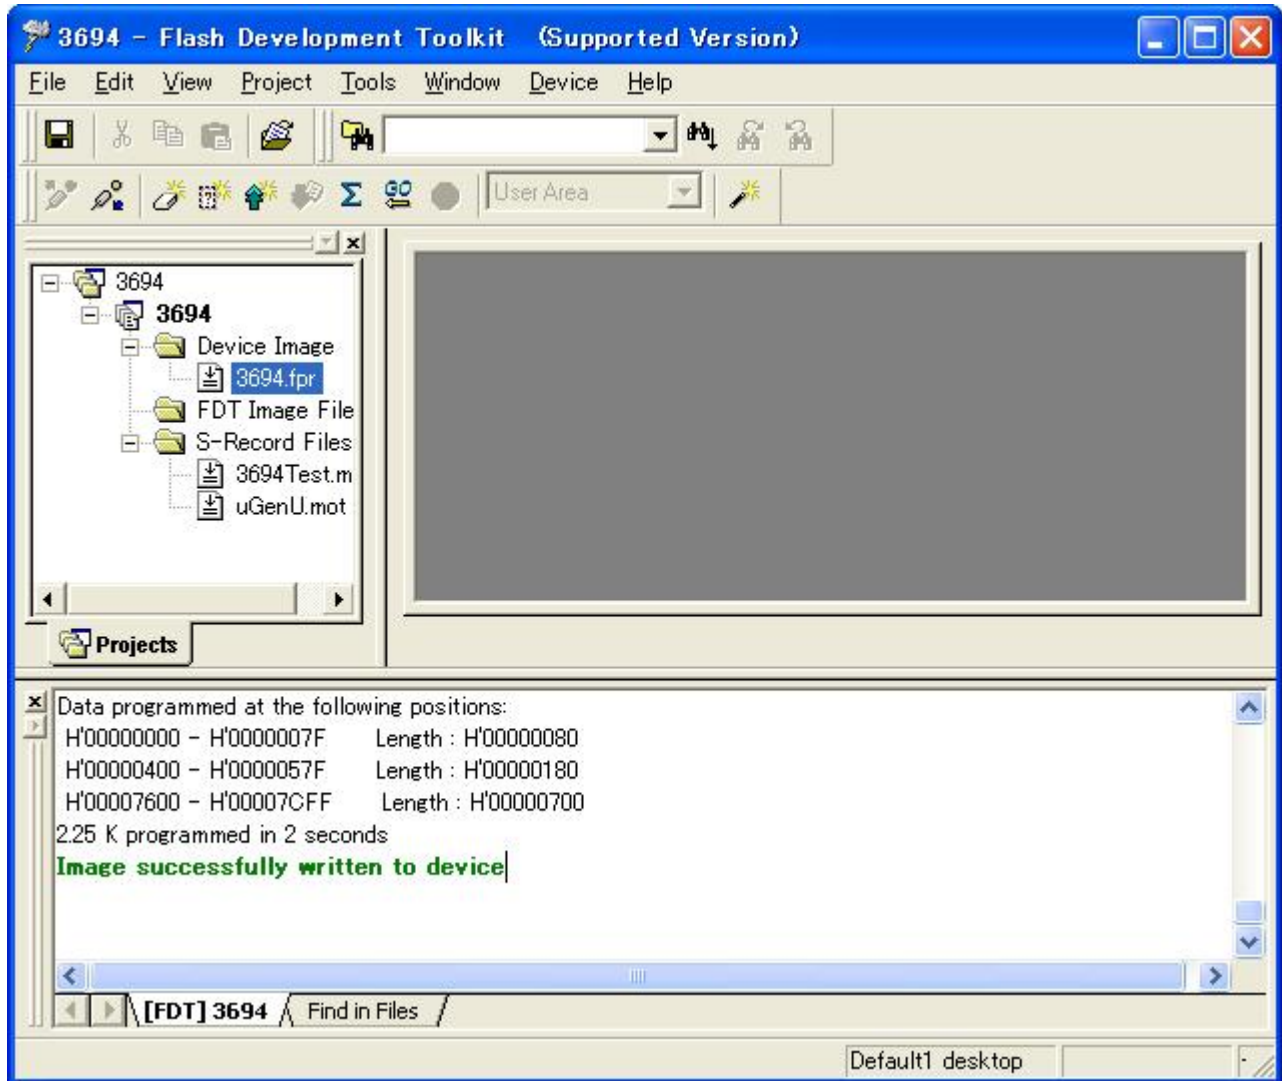 3694 - Flash Development Toolkit (Supported Version)
File Edit View Project Tools Window Device Help
GO User Area
3694
3694
Device Image
3694.fpr
FDT Image File
S-Record Files
3694Test.m
uGenU.mot
Projects
Data programmed at the following positions:
H'00000000 - H'0000007F Length : H'00000080
H'00000400 - H'0000057F Length : H'00000180
H'00007600 - H'00007CFF Length : H'00000700
2.25 K programmed in 2 seconds
Image successfully written to device
[FDT] 3694 Find in Files
Default1 desktop